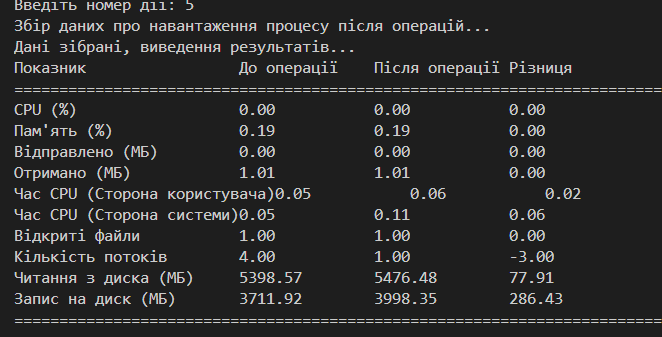 Введіть номер дії: 5
Збір даних про навантаження процесу після операцій...
Дані зібрані, виведення результатів...
Показник До операції Після операції Різниця
================================================================================
CPU (%) 0.00 0.00 0.00
Пам'ять (%) 0.19 0.19 0.00
Відправлено (МБ) 0.00 0.00 0.00
Отримано (МБ) 1.01 1.01 0.00
Час CPU (Сторона користувача)0.05 0.06 0.02
Час CPU (Сторона системи)0.05 0.11 0.06
Відкриті файли 1.00 1.00 0.00
Кількість потоків 4.00 1.00 -3.00
Читання з диска (МБ) 5398.57 5476.48 77.91
Запис на диск (МБ) 3711.92 3998.35 286.43
================================================================================